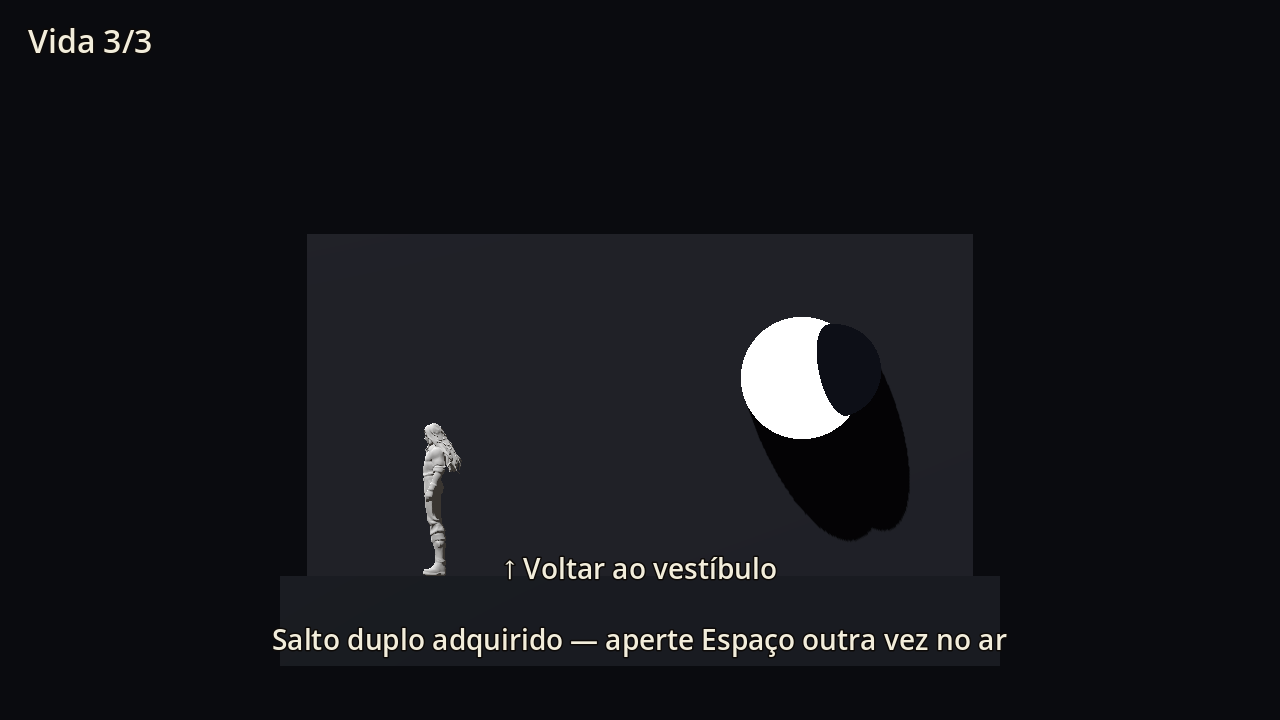 Vida 3/3
↑ Voltar ao vestíbulo
Salto duplo adquirido — aperte Espaço outra vez no ar